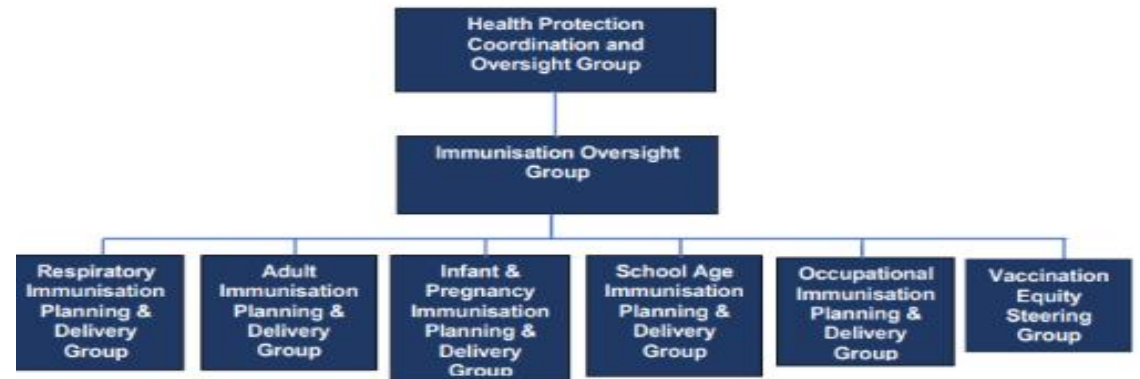 Health Protection
Coordination and
Oversight Group
Immunisation Oversight
Group
Respiratory
Immunisation
Planning &
Delivery
Group
Adult
Immunisation
Planning &
Delivery
Group
Infant &
Pregnancy
Immunisation
Planning &
Delivery
Group
School Age
Immunisation
Planning &
Delivery
Group
Occupational
Immunisation
Planning &
Delivery
Group
Vaccination
Equity
Steering
Group